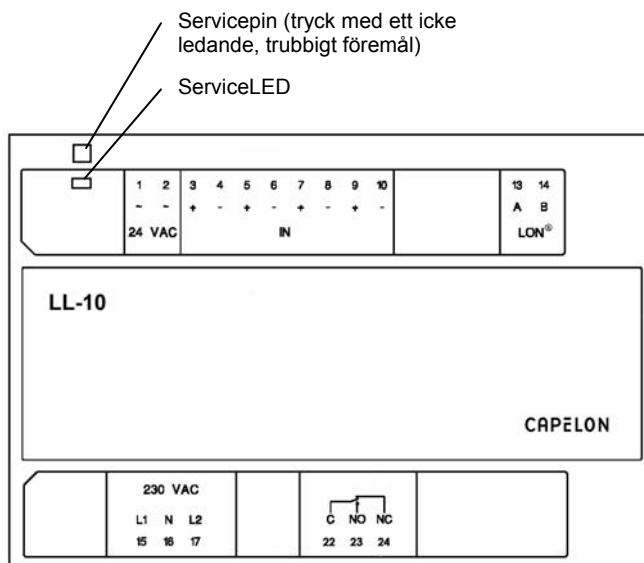 Servicepin (tryck med ett icke
ledande, trubbigt föremål)
ServiceLED
1 2 3 4 5 6 7 8 9 10 13 14
~ ~ + - + - + - + - A B
24 VAC IN LON®
LL-10
CAPELON
230 VAC
L1 N L2 C NO NC
15 16 17 22 23 24